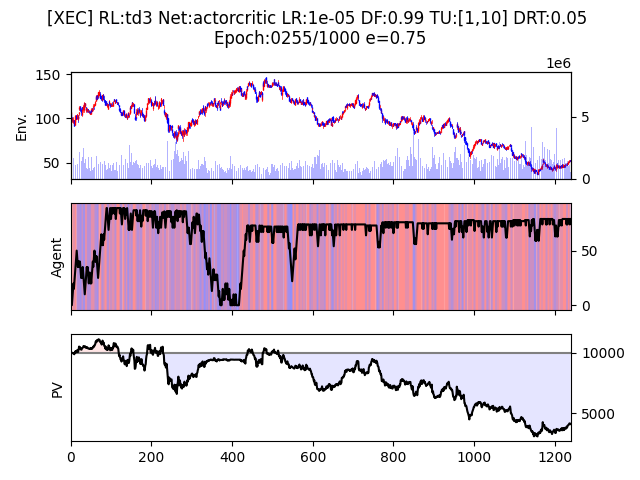 [XEC] RL:td3 Net:actorcritic LR:1e-05 DF:0.99 TU:[1,10] DRT:0.05
Epoch:0255/1000 e=0.75
1e6
150
100
50
Env.
5
0
Agent
50
0
PV
10000
5000
0 200 400 600 800 1000 1200